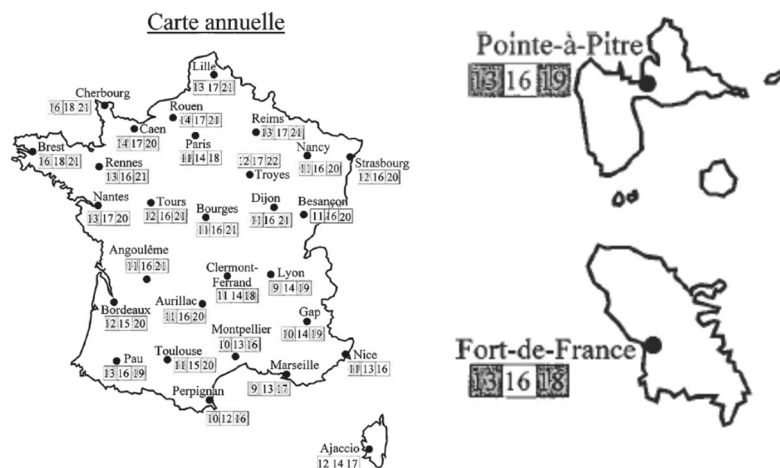 Carte annuelle
Lille
13 17 21
Cherbourg
16 18 21
Rouen
14 17 21
Caen
14 17 20
Paris
11 14 18
Reims
13 17 21
Nancy
11 16 20
Strasbourg
12 16 20
Brest
16 18 21
Rennes
13 16 21
12 17 22
Troyes
Nantes
13 17 20
Tours
12 16 21
Bourges
11 16 21
Dijon
11 16 21
Besançon
11 16 20
Angoulême
11 16 21
Clermont-
Ferrand
11 14 18
Lyon
9 14 19
Bordeaux
12 15 20
Aurillac
11 16 20
Gap
10 14 19
Montpellier
10 13 16
Pau
13 16 19
Toulouse
11 15 20
Marseille
9 13 17
Nice
11 13 16
Perpignan
10 12 16
Ajaccio
12 14 17
Pointe-à-Pitre
13 16 19
Fort-de-France
13 16 18